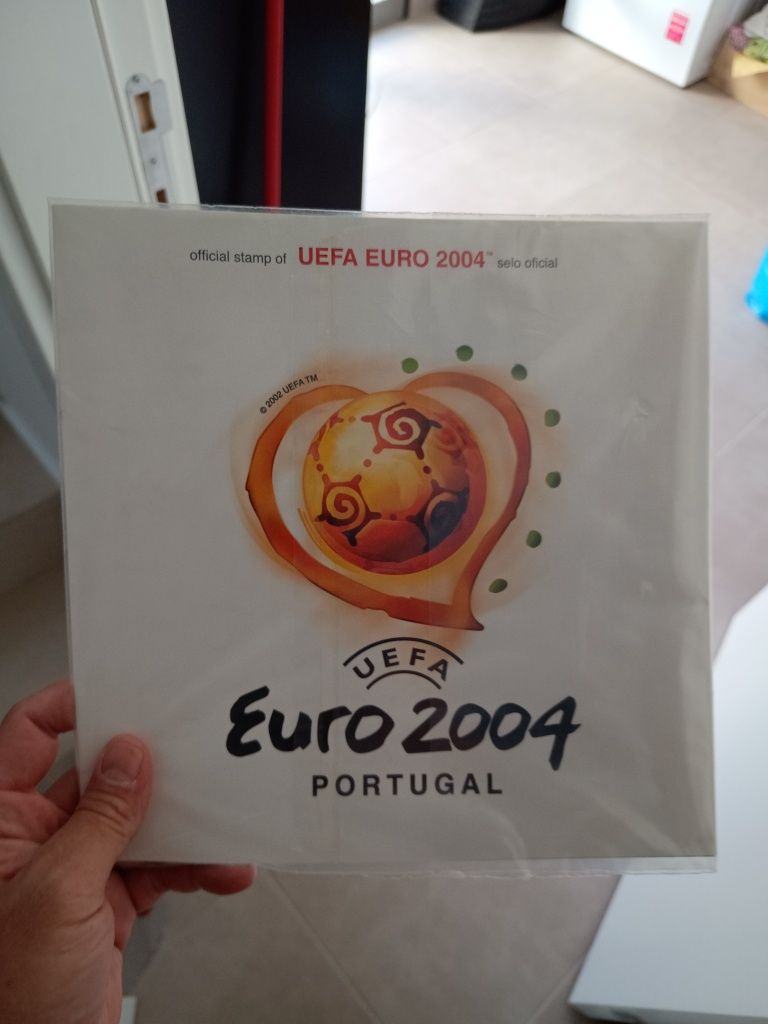 official stamp of UEFA EURO 2004™ selo oficial
© 2002 UEFA TM
UEFA
Euro 2004
PORTUGAL